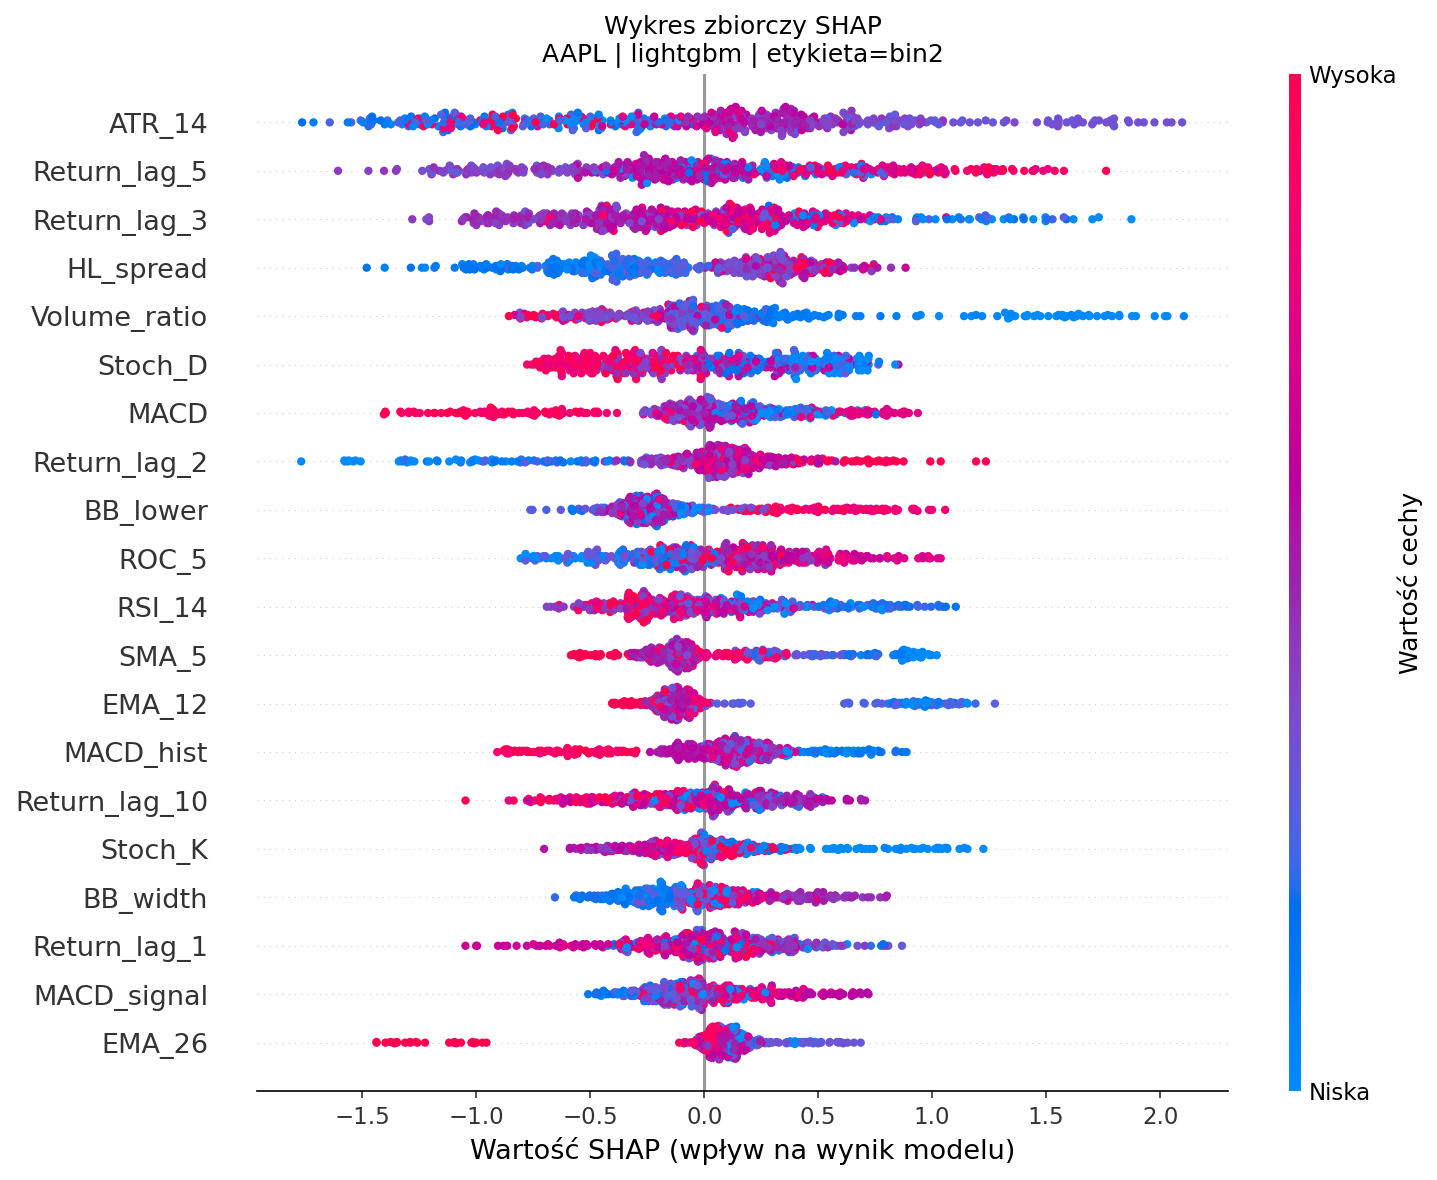 Wykres zbiorczy SHAP
AAPL | lightgbm | etykieta=bin2
Wysoka
ATR_14
Return_lag_5
Return_lag_3
HL_spread
Volume_ratio
Stoch_D
MACD
Return_lag_2
BB_lower
ROC_5
RSI_14
SMA_5
EMA_12
MACD_hist
Return_lag_10
Stoch_K
BB_width
Return_lag_1
MACD_signal
EMA_26
Wartość cechy
Niska
−1.5 −1.0 −0.5 0.0 0.5 1.0 1.5 2.0
Wartość SHAP (wpływ na wynik modelu)